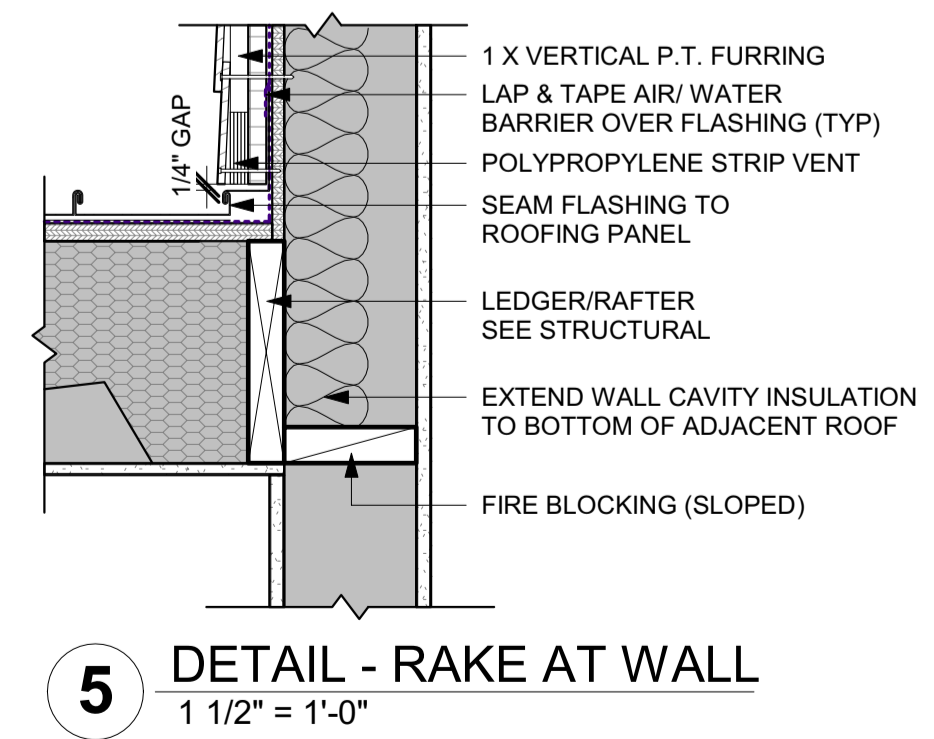 1 X VERTICAL P.T. FURRING
LAP & TAPE AIR/ WATER
BARRIER OVER FLASHING (TYP)
POLYPROPYLENE STRIP VENT
1/4" GAP
SEAM FLASHING TO
ROOFING PANEL
LEDGER/RAFTER
SEE STRUCTURAL
EXTEND WALL CAVITY INSULATION
TO BOTTOM OF ADJACENT ROOF
FIRE BLOCKING (SLOPED)
5
DETAIL - RAKE AT WALL
1 1/2" = 1'-0"